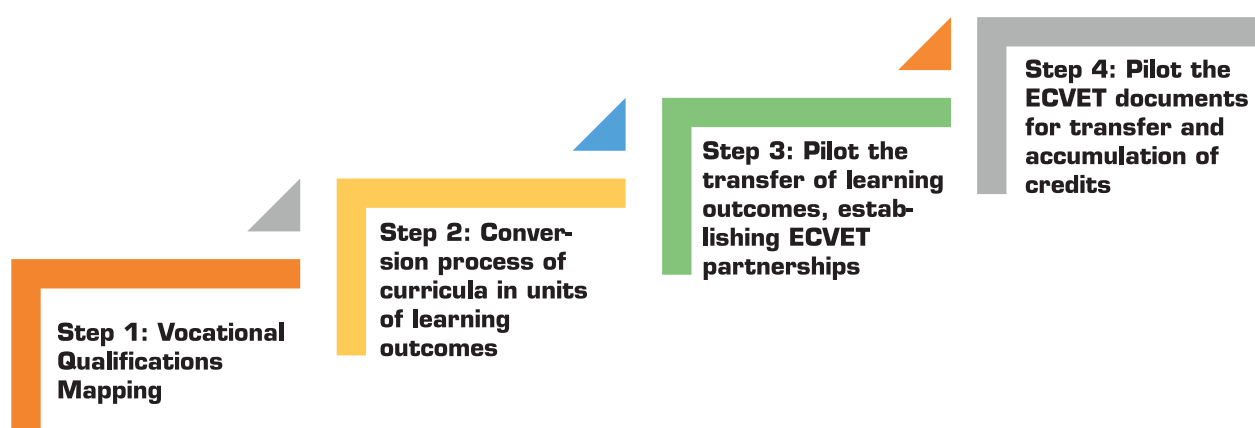 Step 1: Vocational
Qualifications
Mapping
Step 2: Conver-
sion process of
curricula in units
of learning
outcomes
Step 3: Pilot the
transfer of learning
outcomes, estab-
lishing ECVET
partnerships
Step 4: Pilot the
ECVET documents
for transfer and
accumulation of
credits